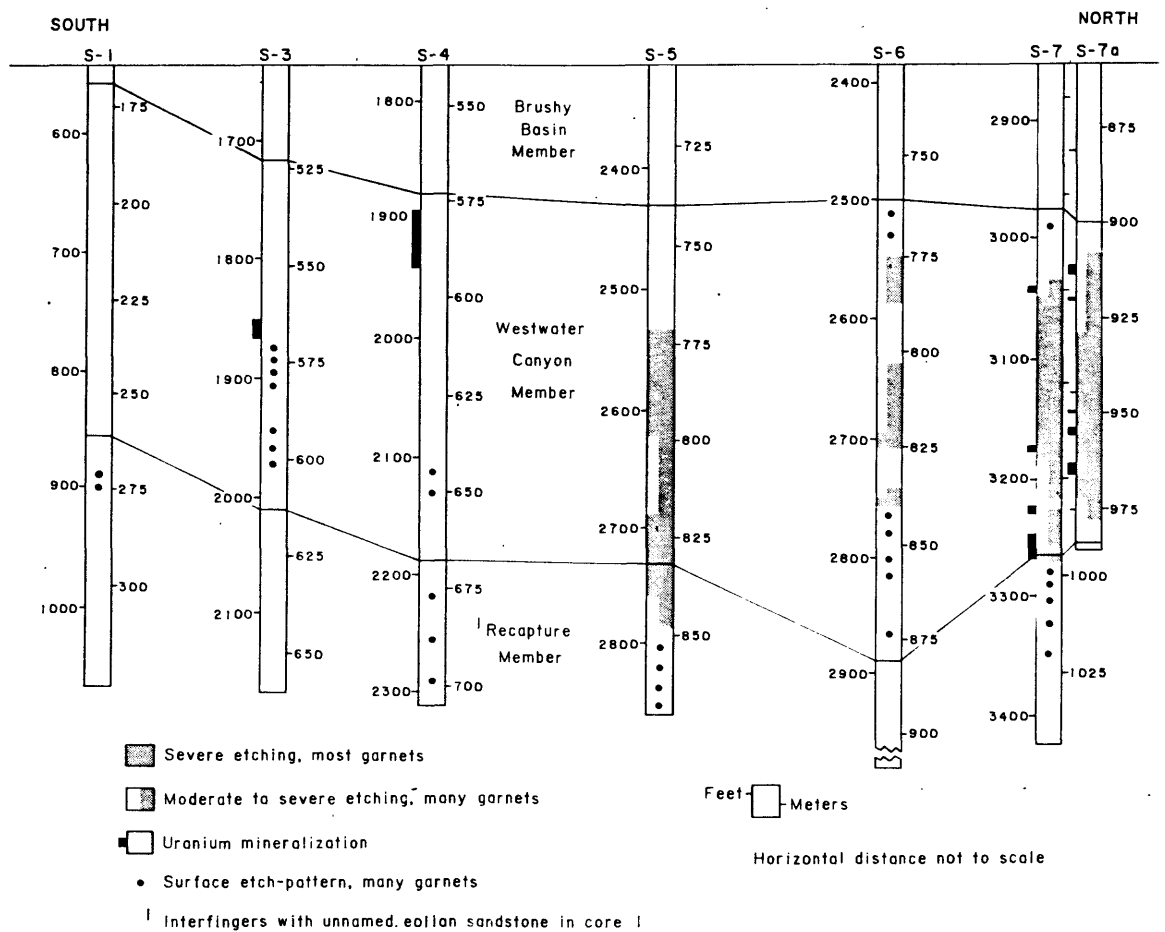 SOUTH
NORTH
S-1
S-3
S-4
S-5
S-6
S-7
S-7a
600
700
800
900
1000
175
200
225
250
275
300
1700
1800
1900
2000
2100
525
550
575
600
625
650
1800
1900
2000
2100
2200
2300
550
575
600
625
650
675
700
Brushy
Basin
Member
Westwater
Canyon
Member
Recapture
Member
2400
2500
2600
2700
2800
725
750
775
800
825
850
2400
2500
2600
2700
2800
2900
750
775
800
825
850
875
900
2900
3000
3100
3200
3300
3400
1000
1025
875
900
925
950
975
Severe etching, most garnets
Moderate to severe etching, many garnets
Uranium mineralization
Surface etch-pattern, many garnets
Interfingers with unnamed eolian sandstone in core
Feet
Meters
Horizontal distance not to scale